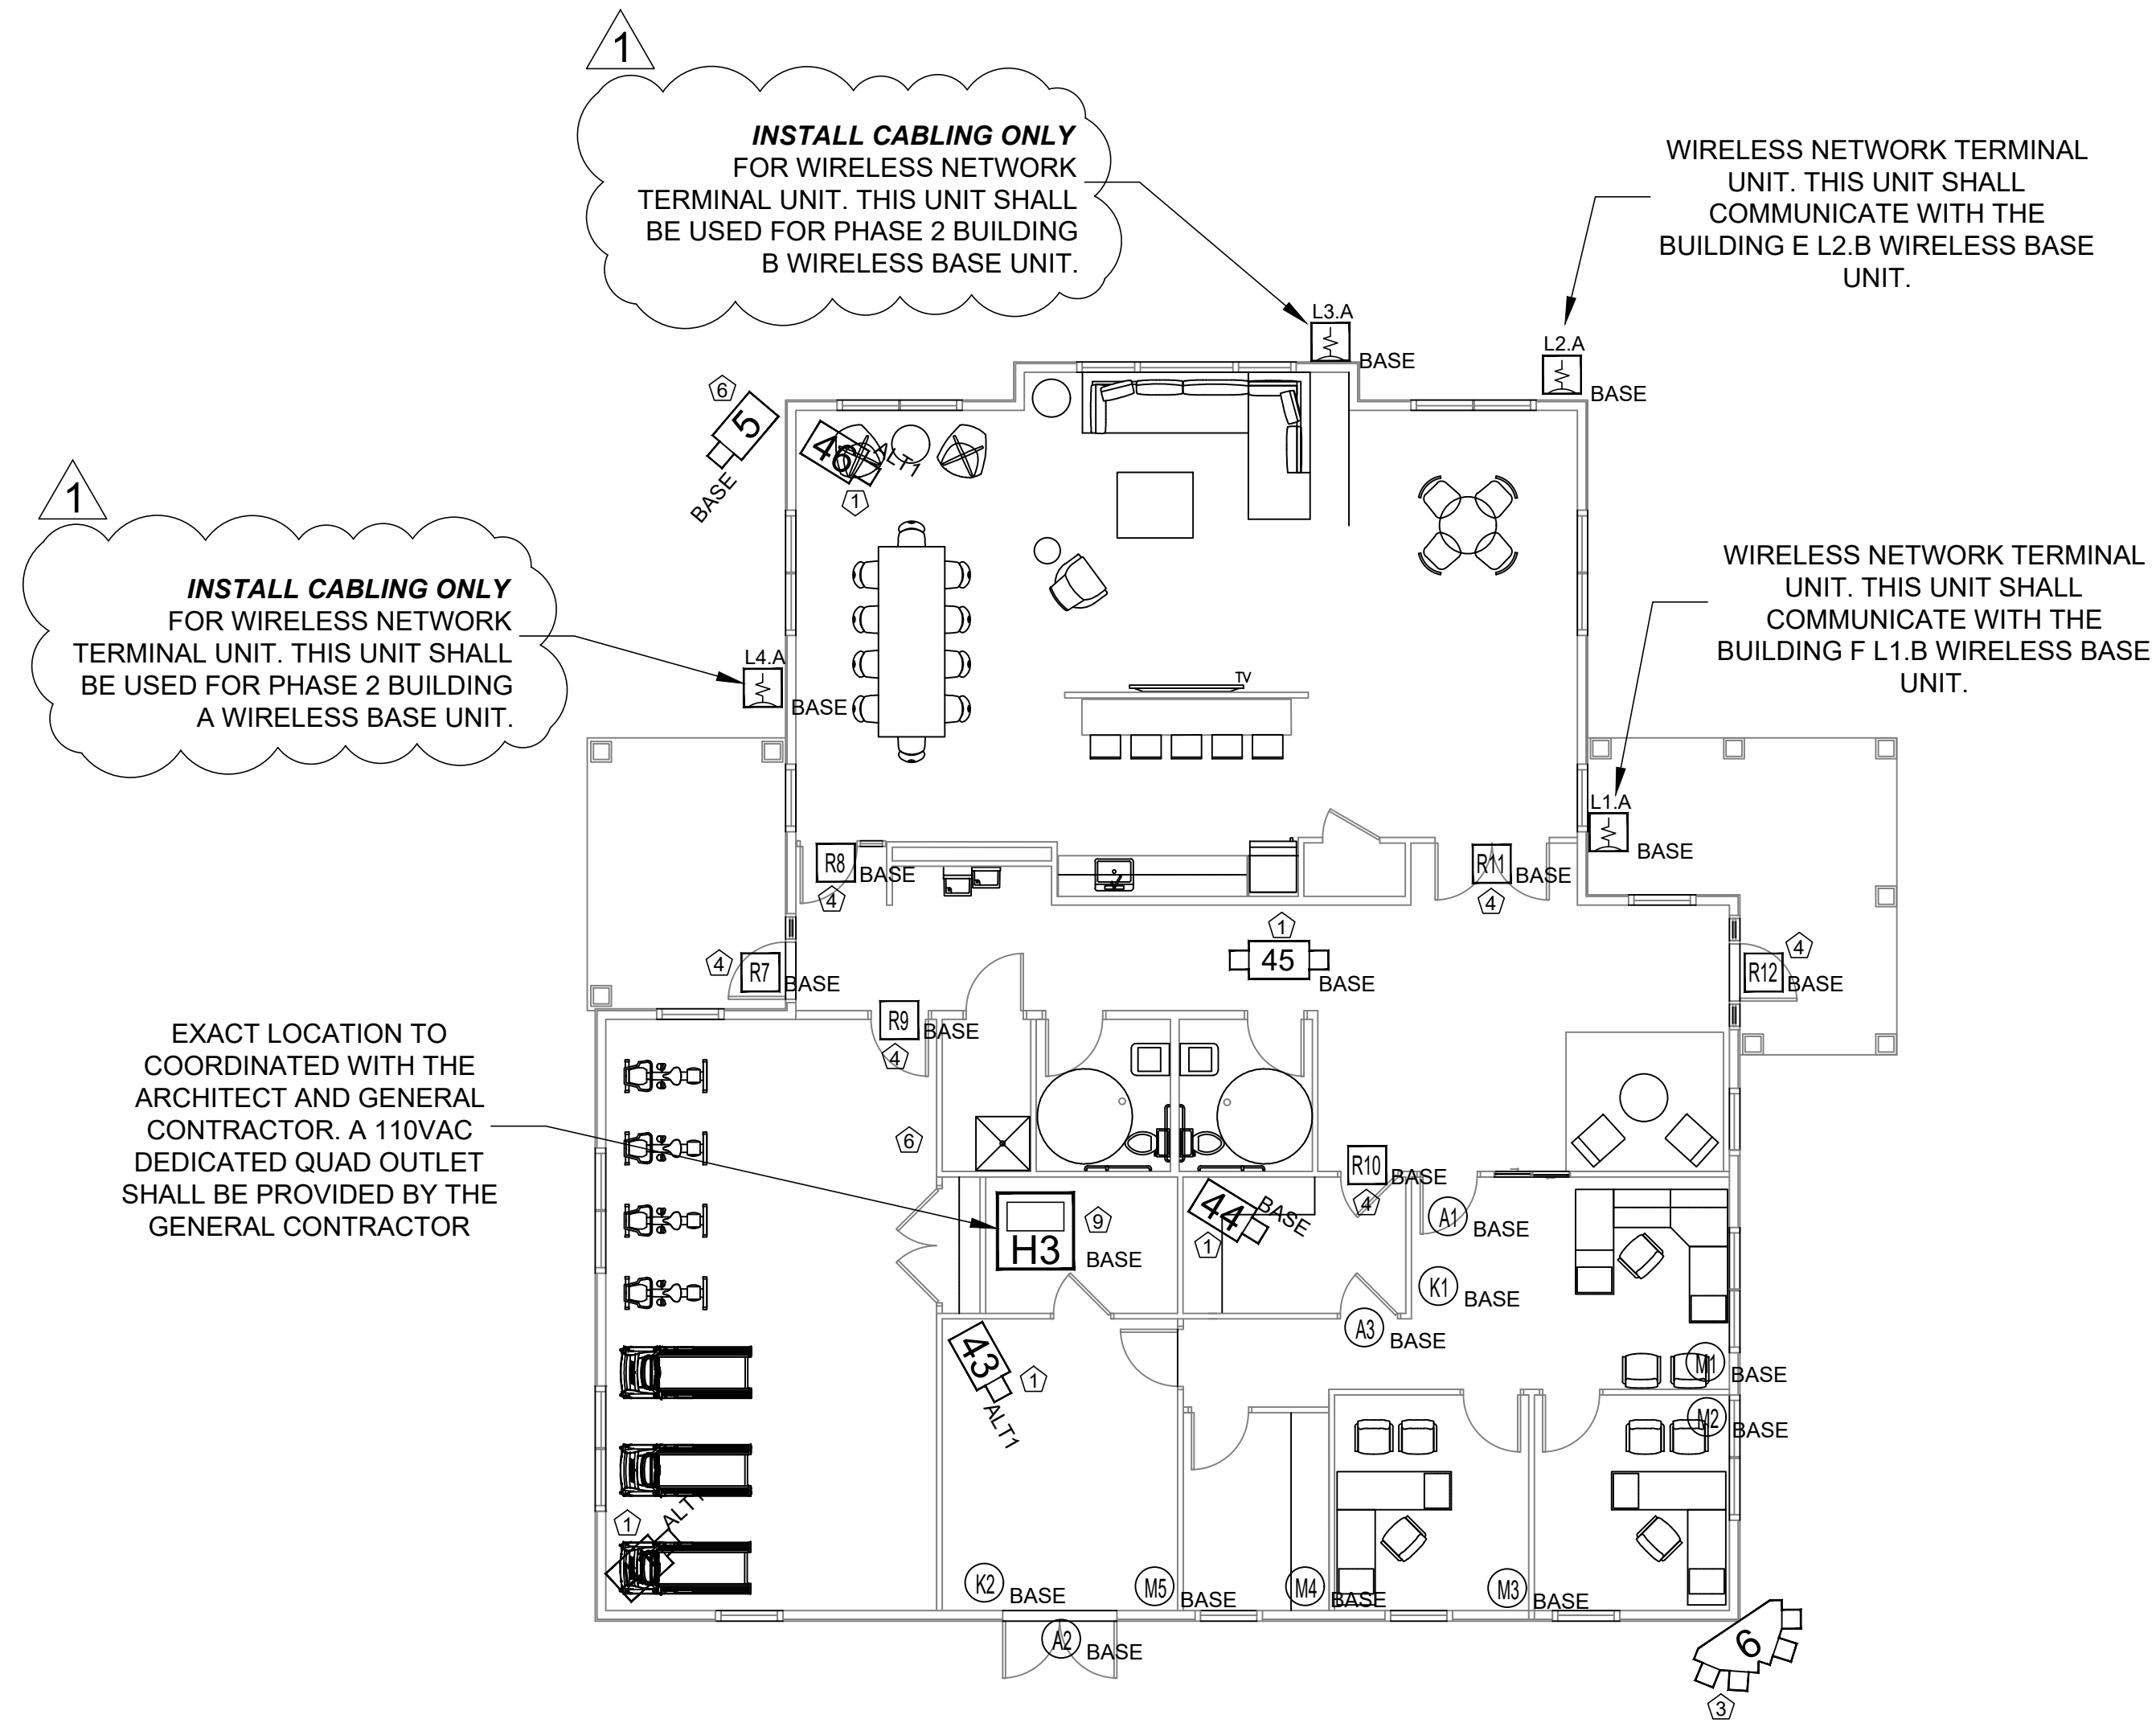 1
INSTALL CABLING ONLY
FOR WIRELESS NETWORK
TERMINAL UNIT. THIS UNIT SHALL
BE USED FOR PHASE 2 BUILDING
B WIRELESS BASE UNIT.
WIRELESS NETWORK TERMINAL
UNIT. THIS UNIT SHALL
COMMUNICATE WITH THE
BUILDING E L2.B WIRELESS BASE
UNIT.
L3.A
BASE
L2.A
BASE
6
5
BASE
46
ALT1
1
1
INSTALL CABLING ONLY
FOR WIRELESS NETWORK
TERMINAL UNIT. THIS UNIT SHALL
BE USED FOR PHASE 2 BUILDING
A WIRELESS BASE UNIT.
WIRELESS NETWORK TERMINAL
UNIT. THIS UNIT SHALL
COMMUNICATE WITH THE
BUILDING F L1.B WIRELESS BASE
UNIT.
L4.A
BASE
TV
L1.A
BASE
R8
BASE
4
R11
BASE
4
1
45
BASE
4
R7
BASE
4
R12
BASE
R9
BASE
4
EXACT LOCATION TO
COORDINATED WITH THE
ARCHITECT AND GENERAL
CONTRACTOR. A 110VAC
DEDICATED QUAD OUTLET
SHALL BE PROVIDED BY THE
GENERAL CONTRACTOR
6
R10
BASE
4
H3
9
BASE
44
BASE
1
A1
BASE
K1
BASE
A3
BASE
43
ALT1
1
M1
BASE
M2
BASE
1
ALT1
K2
BASE
M5
BASE
M4
BASE
M3
BASE
A2
BASE
6
3